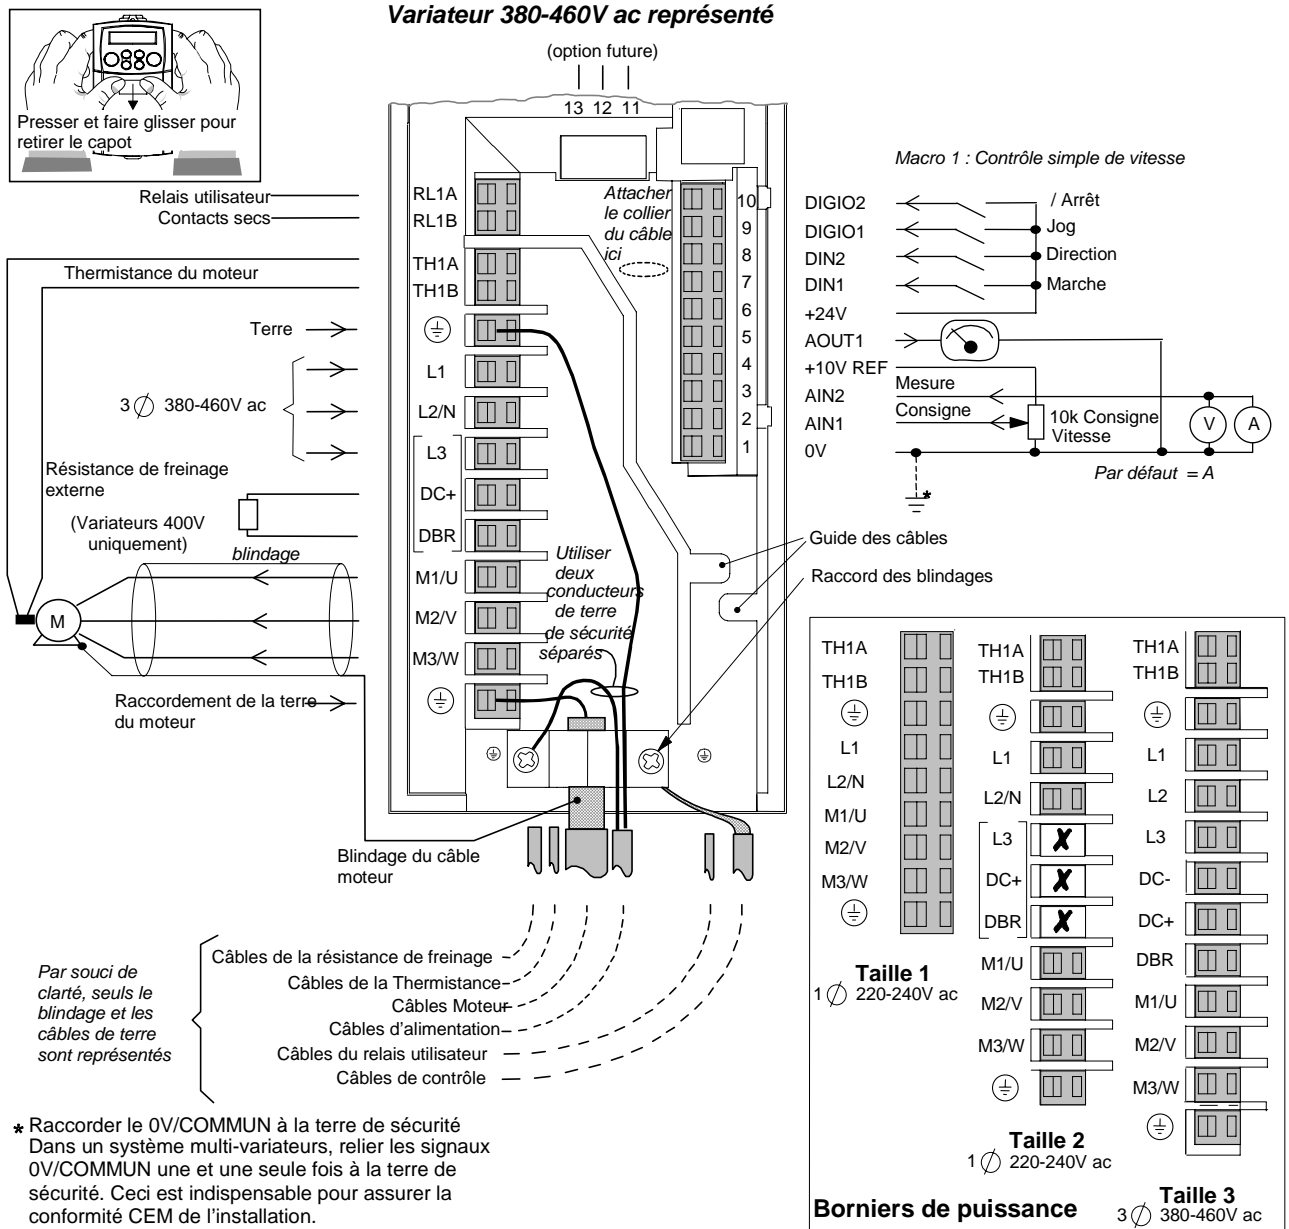 Variateur 380-460V ac représenté
(option future)
Presser et faire glisser pour
retirer le capot
13 12 11
Macro 1 : Contrôle simple de vitesse
Relais utilisateur
Contacts secs
Thermistance du moteur
Terre
3 380-460V ac
Résistance de freinage
externe
(Variateurs 400V
uniquement)
blindage
M
Raccordement de la terre
du moteur
RL1A
RL1B
TH1A
TH1B
L1
L2/N
L3
DC+
DBR
M1/U
M2/V
M3/W
Attacher
le collier
du câble
ici
Utiliser
deux
conducteurs
de terre
de sécurité
séparés
10
9
8
7
6
5
4
3
2
1
DIGIO2
DIGIO1
DIN2
DIN1
+24V
AOUT1
+10V REF
AIN2
AIN1
0V
/ Arrêt
Jog
Direction
Marche
Mesure
Consigne
10k Consigne
Vitesse
V
A
*
Par défaut = A
Guide des câbles
Raccord des blindages
Blindage du câble
moteur
Par souci de
clarté, seuls le
blindage et les
câbles de terre
sont représentés
Câbles de la résistance de freinage
Câbles de la Thermistance
Câbles Moteur
Câbles d'alimentation
Câbles du relais utilisateur
Câbles de contrôle
* Raccorder le 0V/COMMUN à la terre de sécurité
Dans un système multi-variateurs, relier les signaux
0V/COMMUN une et une seule fois à la terre de
sécurité. Ceci est indispensable pour assurer la
conformité CEM de l'installation.
TH1A
TH1B
L1
L2/N
M1/U
M2/V
M3/W
Taille 1
1 220-240V ac
TH1A
TH1B
L1
L2/N
L3
DC+
DBR
M1/U
M2/V
M3/W
Taille 2
1 220-240V ac
TH1A
TH1B
L1
L2
L3
DC-
DC+
DBR
M1/U
M2/V
M3/W
Taille 3
3 380-460V ac
Borniers de puissance